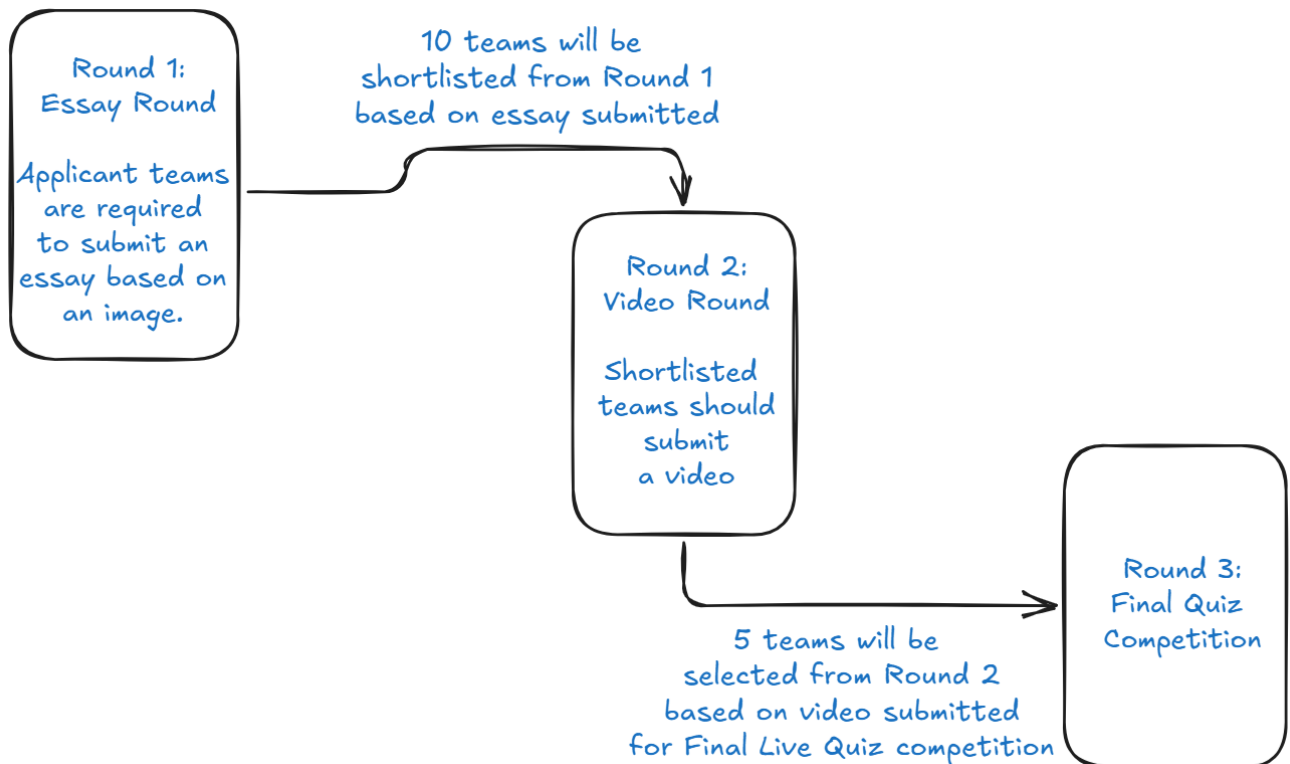 Round 1:
Essay Round
Applicant teams
are required
to submit an
essay based on
an image.
10 teams will be
shortlisted from Round 1
based on essay submitted
Round 2:
Video Round
Shortlisted
teams should
submit
a video
5 teams will be
selected from Round 2
based on video submitted
for Final Live Quiz competition
Round 3:
Final Quiz
Competition